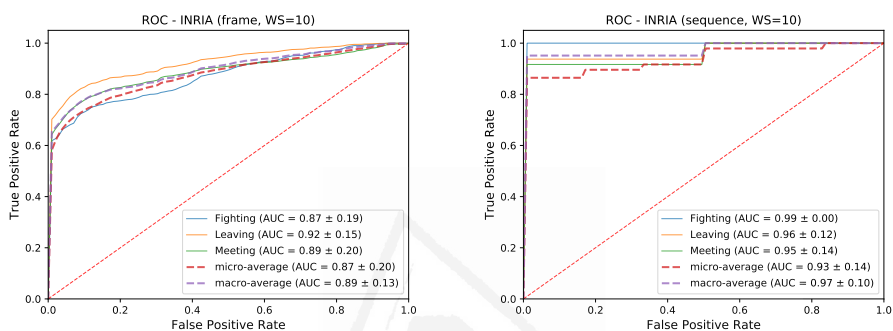 ROC - INRIA (frame, WS=10)
True Positive Rate
1.0
0.8
0.6
0.4
0.2
0.0
Fighting (AUC = 0.87 ± 0.19)
Leaving (AUC = 0.92 ± 0.15)
Meeting (AUC = 0.89 ± 0.20)
micro-average (AUC = 0.87 ± 0.20)
macro-average (AUC = 0.89 ± 0.13)
0.0 0.2 0.4 0.6 0.8 1.0
False Positive Rate
ROC - INRIA (sequence, WS=10)
True Positive Rate
1.0
0.8
0.6
0.4
0.2
0.0
Fighting (AUC = 0.99 ± 0.00)
Leaving (AUC = 0.96 ± 0.12)
Meeting (AUC = 0.95 ± 0.14)
micro-average (AUC = 0.93 ± 0.14)
macro-average (AUC = 0.97 ± 0.10)
0.0 0.2 0.4 0.6 0.8 1.0
False Positive Rate